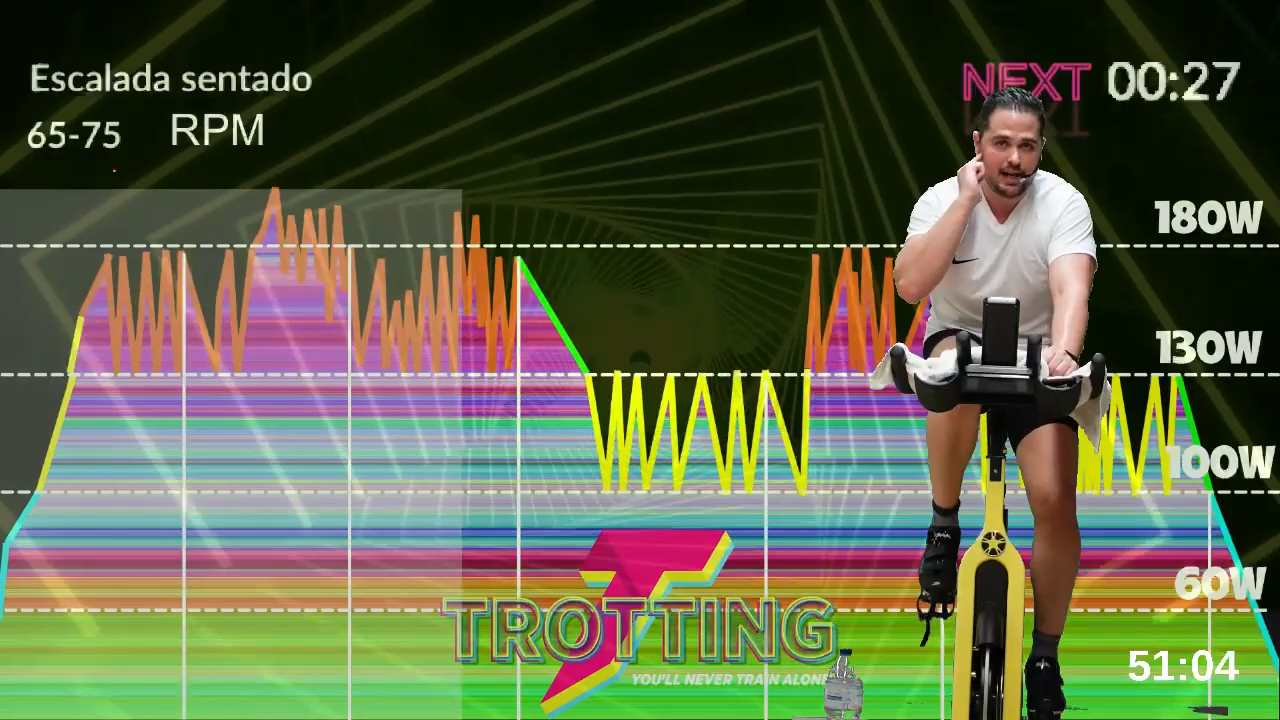 Escalada sentado
65-75 RPM
NEXT 00:27
180W
130W
100W
60W
TROTTING
YOU'LL NEVER TRAIN ALONE
51:04